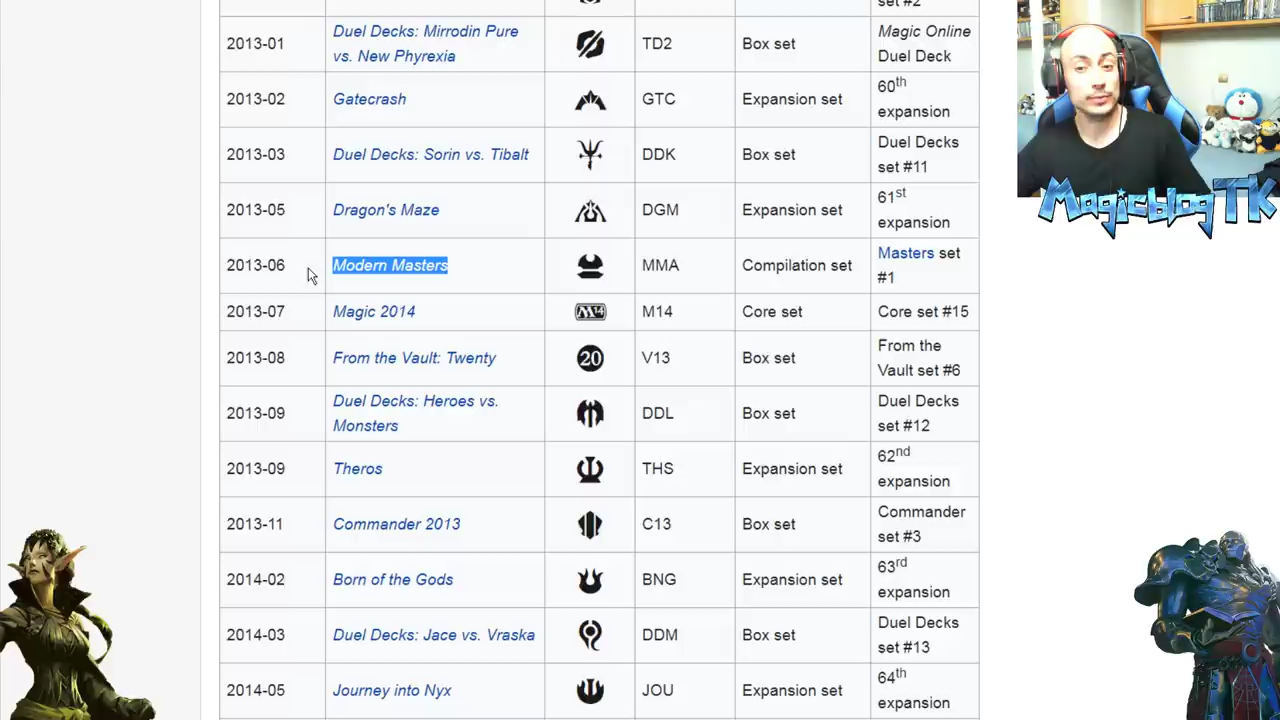 set #2
2013-01
Duel Decks: Mirrodin Pure
vs. New Phyrexia
TD2
Box set
Magic Online
Duel Deck
2013-02
Gatecrash
GTC
Expansion set
60th
expansion
2013-03
Duel Decks: Sorin vs. Tibalt
DDK
Box set
Duel Decks
set #11
2013-05
Dragon's Maze
DGM
Expansion set
61st
expansion
2013-06
Modern Masters
MMA
Compilation set
Masters set
#1
2013-07
Magic 2014
M14
M14
Core set
Core set #15
2013-08
From the Vault: Twenty
20
V13
Box set
From the
Vault set #6
2013-09
Duel Decks: Heroes vs.
Monsters
DDL
Box set
Duel Decks
set #12
2013-09
Theros
THS
Expansion set
62nd
expansion
2013-11
Commander 2013
C13
Box set
Commander
set #3
2014-02
Born of the Gods
BNG
Expansion set
63rd
expansion
2014-03
Duel Decks: Jace vs. Vraska
DDM
Box set
Duel Decks
set #13
2014-05
Journey into Nyx
JOU
Expansion set
64th
expansion
MagicblogTK